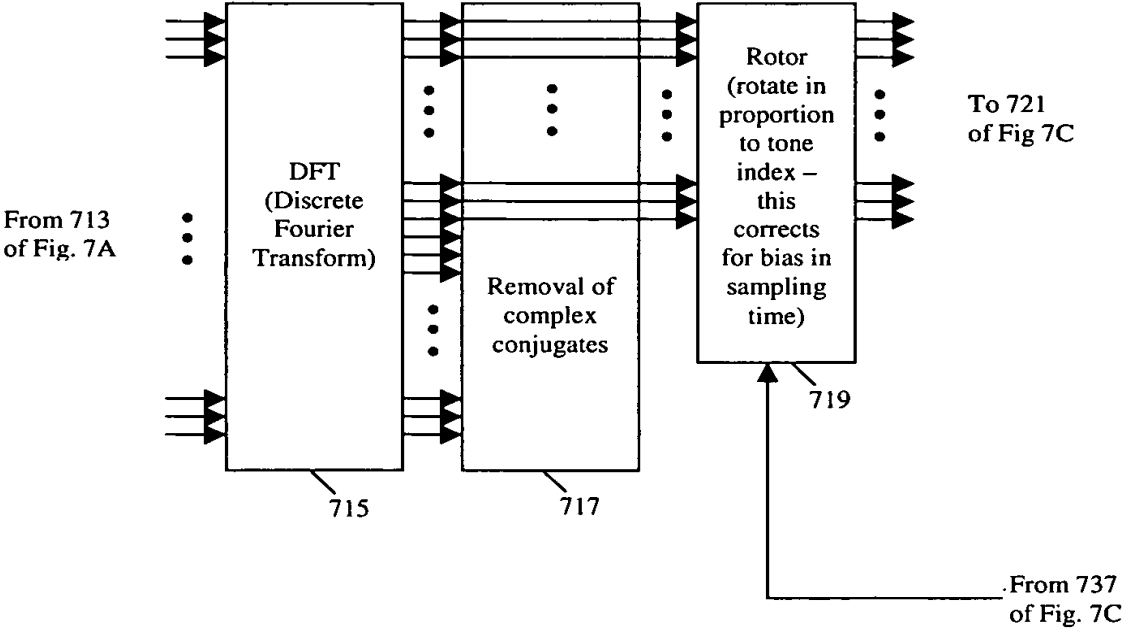 From 713
of Fig. 7A
DFT
(Discrete
Fourier
Transform)
715
Removal of
complex
conjugates
717
Rotor
(rotate in
proportion
to tone
index –
this
corrects
for bias in
sampling
time)
719
To 721
of Fig 7C
From 737
of Fig. 7C